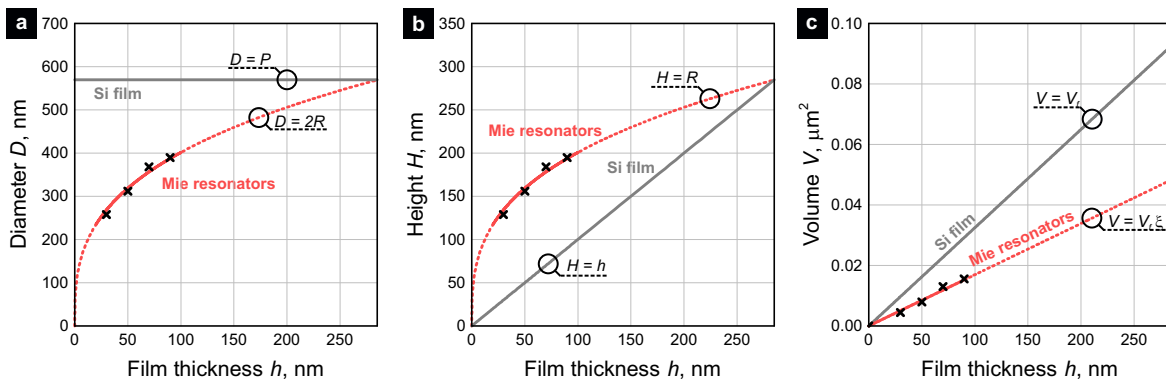 a
700
600
500
400
300
200
100
0
0
50
100
150
200
250
Diameter D, nm
Film thickness h, nm
D = P
Si film
D = 2R
Mie resonators
b
350
300
250
200
150
100
50
0
0
50
100
150
200
250
Height H, nm
Film thickness h, nm
H = R
Mie resonators
Si film
H = h
c
0.10
0.08
0.06
0.04
0.02
0.00
0
50
100
150
200
250
Volume V, μm²
Film thickness h, nm
V = Vf
Si film
Mie resonators
V = Vf ξ